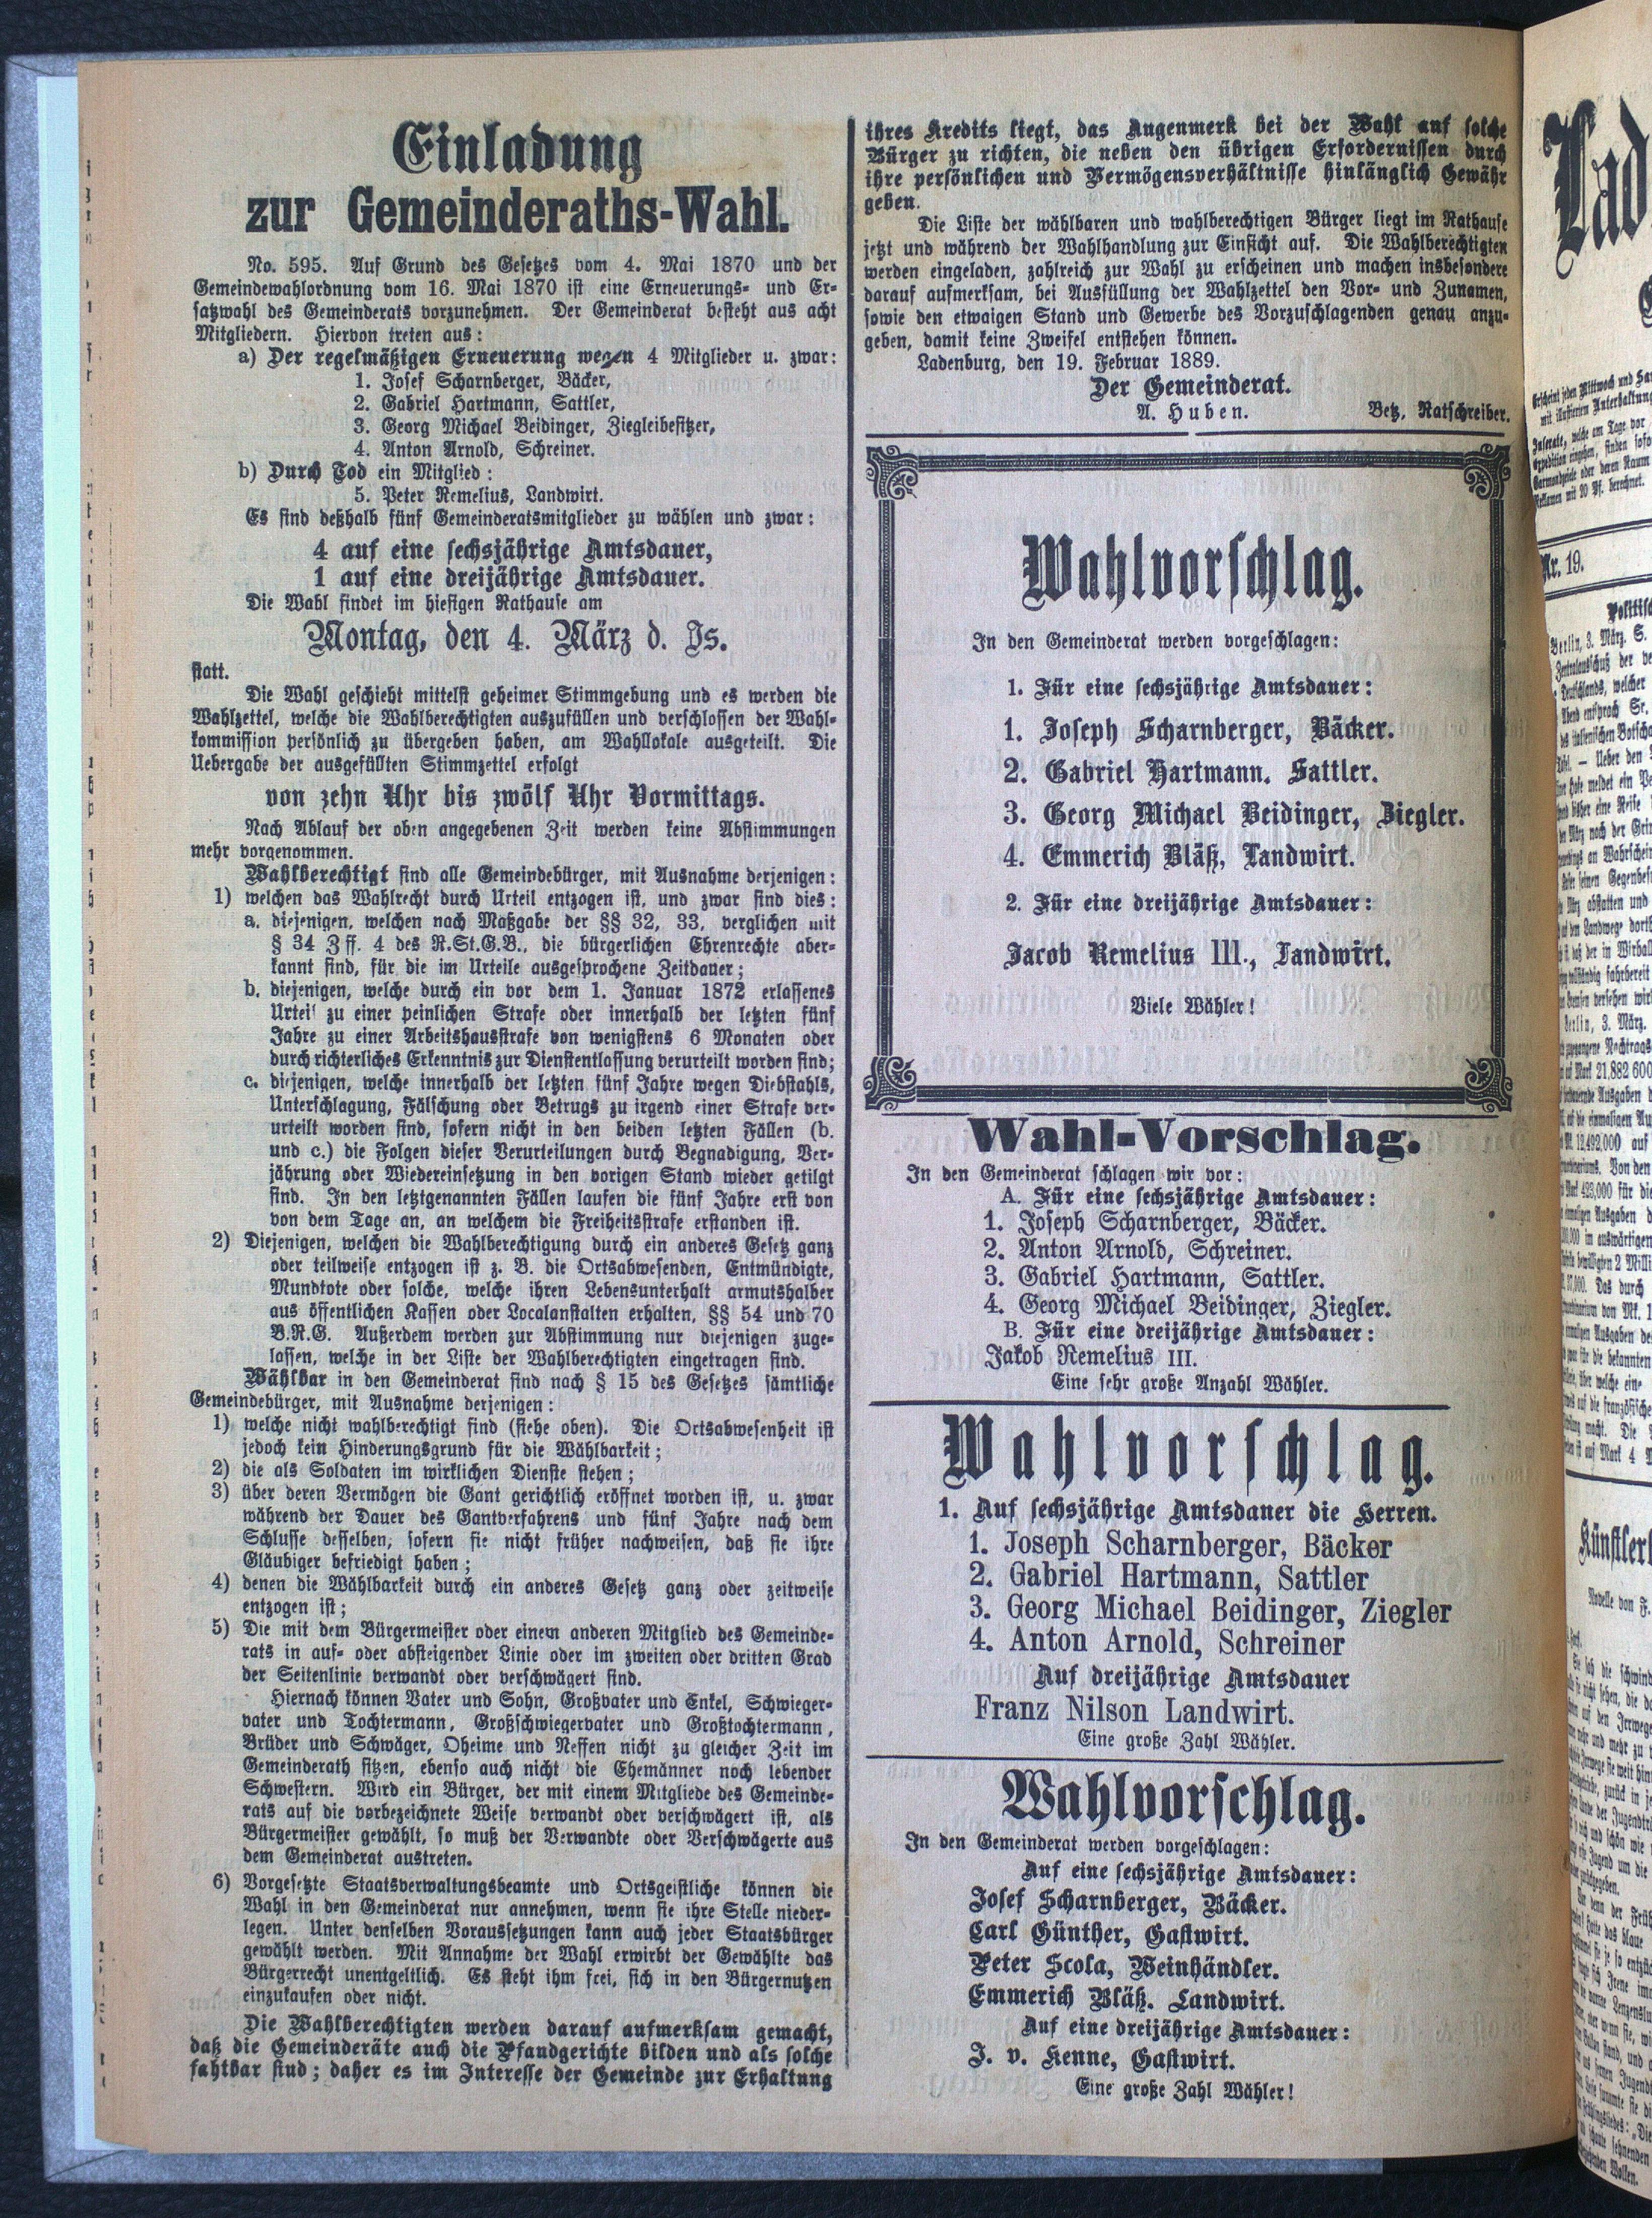 Einladung
zur Gemeinderaths-Wahl.
No. 595. Auf Grund des Gesetzes vom 4. Mai 1870 und der
Gemeindewahlordnung vom 16. Mai 1870 ist eine Erneuerungs- und Er-
satzwahl des Gemeinderats vorzunehmen. Der Gemeinderat besteht aus acht
Mitgliedern. Hiervon treten aus:
a) Der regelmäßigen Erneuerung wegen 4 Mitglieder u. zwar:
1. Josef Scharnberger, Bäcker,
2. Gabriel Hartmann, Sattler,
3. Georg Michael Beidinger, Ziegleibesitzer,
4. Anton Arnold, Schreiner.
b) Durch Tod ein Mitglied:
5. Peter Remelius, Landwirt.
Es sind deßhalb fünf Gemeinderatsmitglieder zu wählen und zwar:
4 auf eine sechsjährige Amtsdauer,
1 auf eine dreijährige Amtsdauer.
Die Wahl findet im hiesigen Rathause am
Montag, den 4. März d. Js.
statt.
Die Wahl geschieht mittelst geheimer Stimmgebung und es werden die
Wahlzettel, welche die Wahlberechtigten auszufüllen und verschlossen der Wahl-
kommission persönlich zu übergeben haben, am Wahllokale ausgeteilt. Die
Uebergabe der ausgefüllten Stimmzettel erfolgt
von zehn Uhr bis zwölf Uhr Vormittags.
Nach Ablauf der oben angegebenen Zeit werden keine Abstimmungen
mehr vorgenommen.
Wahlberechtigt sind alle Gemeindebürger, mit Ausnahme derjenigen:
1) welchen das Wahlrecht durch Urteil entzogen ist, und zwar sind dies:
a. diejenigen, welchen nach Maßgabe der §§ 32, 33, verglichen mit
§ 34 Ziff. 4 des R.St.G.B., die bürgerlichen Ehrenrechte aber-
kannt sind, für die im Urteile ausgesprochene Zeitdauer;
b. diejenigen, welche durch ein vor dem 1. Januar 1872 erlassenes
Urteil zu einer peinlichen Strafe oder innerhalb der letzten fünf
Jahre zu einer Arbeitshausstrafe von wenigstens 6 Monaten oder
durch richterliches Erkenntnis zur Dienstentlassung verurteilt worden sind;
c. diejenigen, welche innerhalb der letzten fünf Jahre wegen Diebstahls,
Unterschlagung, Fälschung oder Betrugs zu irgend einer Strafe ver-
urteilt worden sind, sofern nicht in den beiden letzten Fällen (b.
und c.) die Folgen dieser Verurteilungen durch Begnadigung, Ver-
jährung oder Wiedereinsetzung in den vorigen Stand wieder getilgt
sind. In den letztgenannten Fällen laufen die fünf Jahre erst von
von dem Tage an, an welchem die Freiheitsstrafe erstanden ist.
2) Diejenigen, welchen die Wahlberechtigung durch ein anderes Gesetz ganz
oder teilweise entzogen ist z. B. die Ortsabwesenden, Entmündigte,
Mundtote oder solche, welche ihren Lebensunterhalt armutshalber
aus öffentlichen Kassen oder Localanstalten erhalten, §§ 54 und 70
B.R.G. Außerdem werden zur Abstimmung nur diejenigen zuge-
lassen, welche in der Liste der Wahlberechtigten eingetragen sind.
Wählbar in den Gemeinderat sind nach § 15 des Gesetzes sämtliche
Gemeindebürger, mit Ausnahme derjenigen:
1) welche nicht wahlberechtigt sind (siehe oben). Die Ortsabwesenheit ist
jedoch kein Hinderungsgrund für die Wählbarkeit;
2) die als Soldaten im wirklichen Dienste stehen;
3) über deren Vermögen die Gant gerichtlich eröffnet worden ist, u. zwar
während der Dauer des Gantverfahrens und fünf Jahre nach dem
Schlusse desselben, sofern sie nicht früher nachweisen, daß sie ihre
Gläubiger befriedigt haben;
4) denen die Wählbarkeit durch ein anderes Gesetz ganz oder zeitweise
entzogen ist;
5) Die mit dem Bürgermeister oder einem anderen Mitglied des Gemeinde-
rats in auf- oder absteigender Linie oder im zweiten oder dritten Grad
der Seitenlinie verwandt oder verschwägert sind.
Hiernach können Vater und Sohn, Großvater und Enkel, Schwieger-
vater und Tochtermann, Großschwiegervater und Großtochtermann,
Brüder und Schwäger, Oheime und Neffen nicht zu gleicher Zeit im
Gemeinderath sitzen, ebenso auch nicht die Ehemänner noch lebender
Schwestern. Wird ein Bürger, der mit einem Mitgliede des Gemeinde-
rats auf die vorbezeichnete Weise verwandt oder verschwägert ist, als
Bürgermeister gewählt, so muß der Verwandte oder Verschwägerte aus
dem Gemeinderat austreten.
6) Vorgesetzte Staatsverwaltungsbeamte und Ortsgeistliche können die
Wahl in den Gemeinderat nur annehmen, wenn sie ihre Stelle nieder-
legen. Unter denselben Voraussetzungen kann auch jeder Staatsbürger
gewählt werden. Mit Annahme der Wahl erwirbt der Gewählte das
Bürgerrecht unentgeltlich. Es steht ihm frei, sich in den Bürgernutzen
einzukaufen oder nicht.
Die Wahlberechtigten werden darauf aufmerksam gemacht,
daß die Gemeinderäte auch die Pfandgerichte bilden und als solche
fahtbar sind; daher es im Interesse der Gemeinde zur Erhaltung
ihres Kredits liegt, das Augenmerk bei der Wahl auf solche
Bürger zu richten, die neben den übrigen Erfordernissen durch
ihre persönlichen und Vermögensverhältnisse hinlänglich Gewähr
geben.
Die Liste der wählbaren und wahlberechtigen Bürger liegt im Rathause
jetzt und während der Wahlhandlung zur Einsicht auf. Die Wahlberechtigten
werden eingeladen, zahlreich zur Wahl zu erscheinen und machen insbesondere
darauf aufmerksam, bei Ausfüllung der Wahlzettel den Vor- und Zunamen,
sowie den etwaigen Stand und Gewerbe des Vorzuschlagenden genau anzu-
geben, damit keine Zweifel entstehen können.
Ladenburg, den 19. Februar 1889.
Der Gemeinderat.
A. Huben. Betz, Ratschreiber.
Wahlvorschlag.
In den Gemeinderat werden vorgeschlagen:
1. Für eine sechsjährige Amtsdauer:
1. Joseph Scharnberger, Bäcker.
2. Gabriel Hartmann. Sattler.
3. Georg Michael Beidinger, Ziegler.
4. Emmerich Bläß, Landwirt.
2. Für eine dreijährige Amtsdauer:
Jacob Remelius III., Landwirt.
Viele Wähler!
Wahl-Vorschlag.
In den Gemeinderat schlagen wir vor:
A. Für eine sechsjährige Amtsdauer:
1. Joseph Scharnberger, Bäcker.
2. Anton Arnold, Schreiner.
3. Gabriel Hartmann, Sattler.
4. Georg Michael Beidinger, Ziegler.
B. Für eine dreijährige Amtsdauer:
Jakob Remelius III.
Eine sehr große Anzahl Wähler.
Wahlvorschlag.
1. Auf sechsjährige Amtsdauer die Herren.
1. Joseph Scharnberger, Bäcker
2. Gabriel Hartmann, Sattler
3. Georg Michael Beidinger, Ziegler
4. Anton Arnold, Schreiner
Auf dreijährige Amtsdauer
Franz Nilson Landwirt.
Eine große Zahl Wähler.
Wahlvorschlag.
In den Gemeinderat werden vorgeschlagen:
Auf eine sechsjährige Amtsdauer:
Josef Scharnberger, Bäcker.
Carl Günther, Gastwirt.
Peter Scola, Weinhändler.
Emmerich Bläß. Landwirt.
Auf eine dreijährige Amtsdauer:
J. v. Kenne, Gastwirt.
Eine große Zahl Wähler!
Lad
Nr. 19.
Berlin, 3. März.
Künstler
Novelle von F.